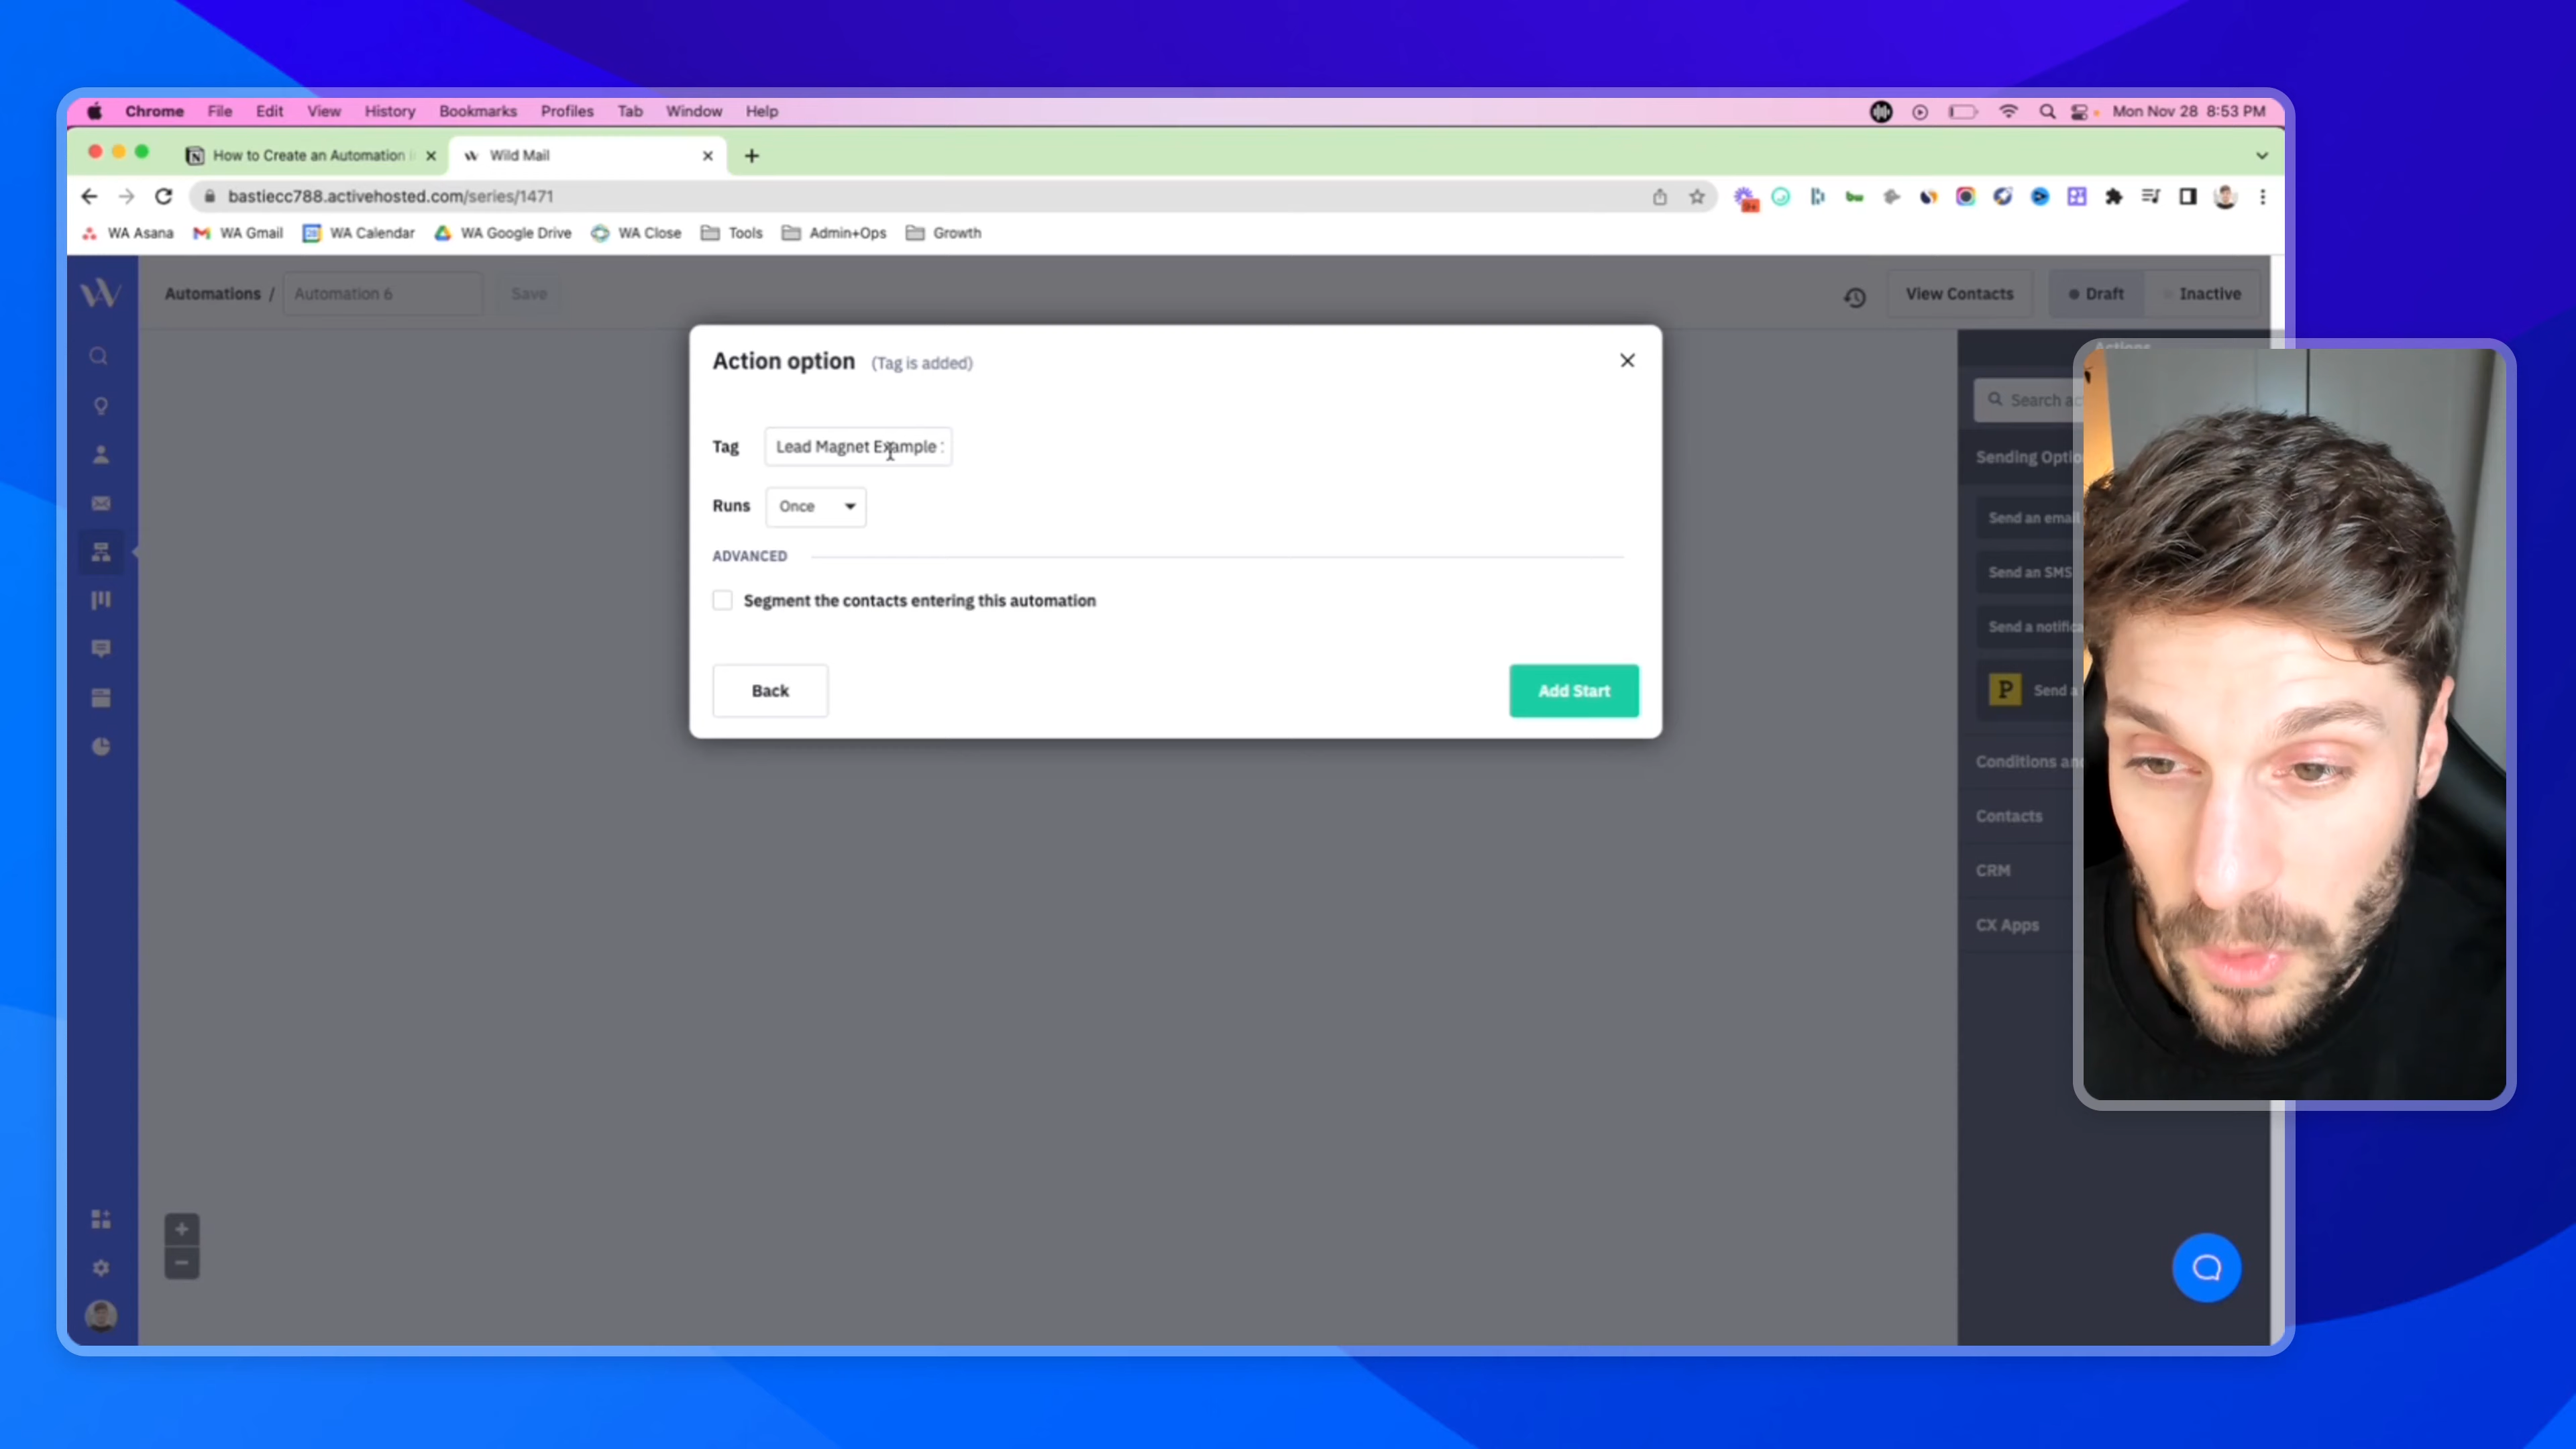 Chrome File Edit View History Bookmarks Profiles Tab Window Help Mon Nov 28 8:53 PM
How to Create an Automation Wild Mail
bastiecc788.activehosted.com/series/1471
WA Asana WA Gmail WA Calendar WA Google Drive WA Close Tools Admin+Ops Growth
Automations / Automation 6 Save View Contacts Draft Inactive
Actions
Action option (Tag is added)
Search
Tag Lead Magnet Example
Sending Optio
Runs Once
Send an email
ADVANCED
Send an SMS
Segment the contacts entering this automation
Send a notific
Back Add Start
P Send a
Conditions an
Contacts
CRM
CX Apps